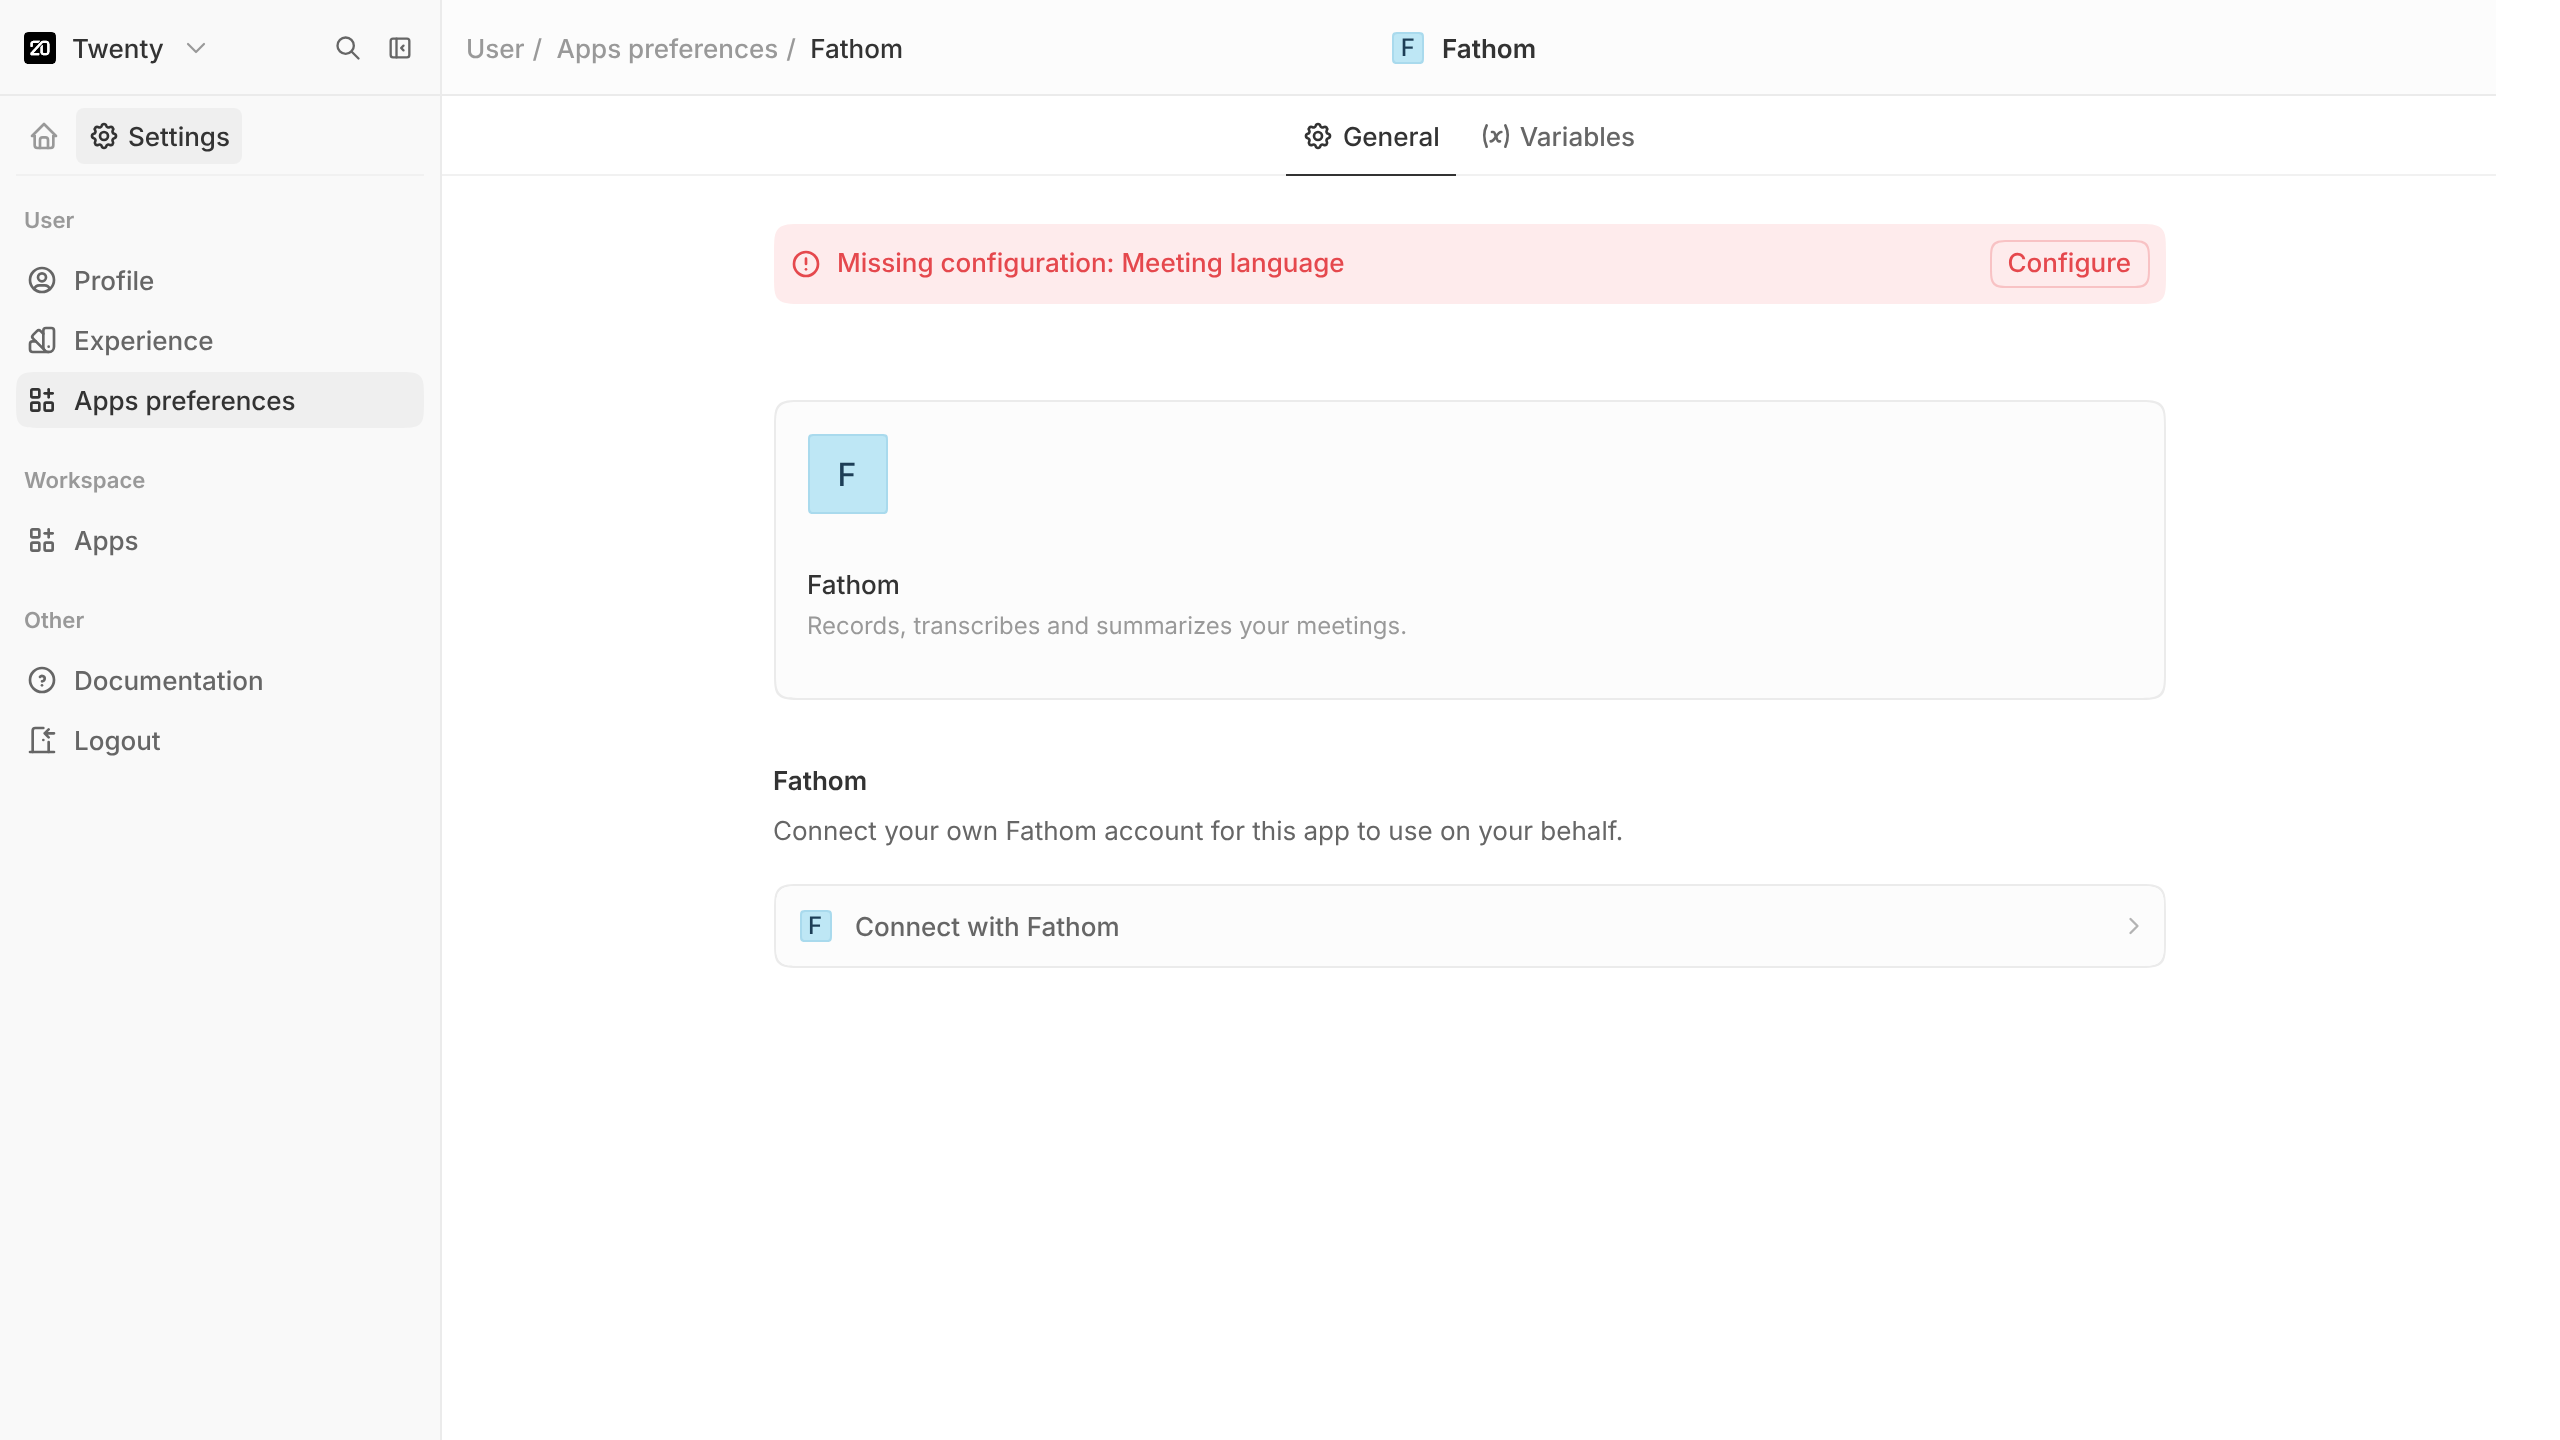 20 Twenty
User / Apps preferences / Fathom
F Fathom
Settings
General
(x) Variables
User
Profile
Experience
Apps preferences
Workspace
Apps
Other
Documentation
Logout
Missing configuration: Meeting language
Configure
F
Fathom
Records, transcribes and summarizes your meetings.
Fathom
Connect your own Fathom account for this app to use on your behalf.
F Connect with Fathom